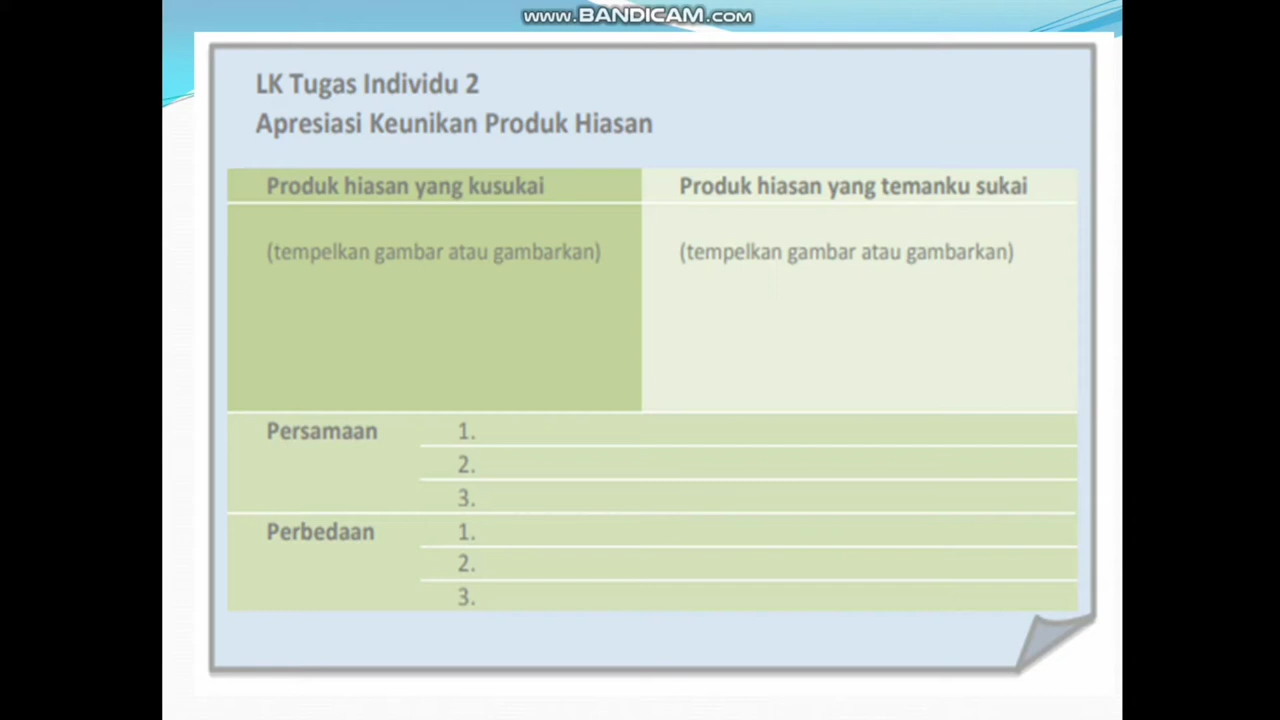 www.BANDICAM.com
LK Tugas Individu 2
Apresiasi Keunikan Produk Hiasan
Produk hiasan yang kusukai
Produk hiasan yang temanku sukai
(tempelkan gambar atau gambarkan)
(tempelkan gambar atau gambarkan)
Persamaan
1.
2.
3.
Perbedaan
1.
2.
3.